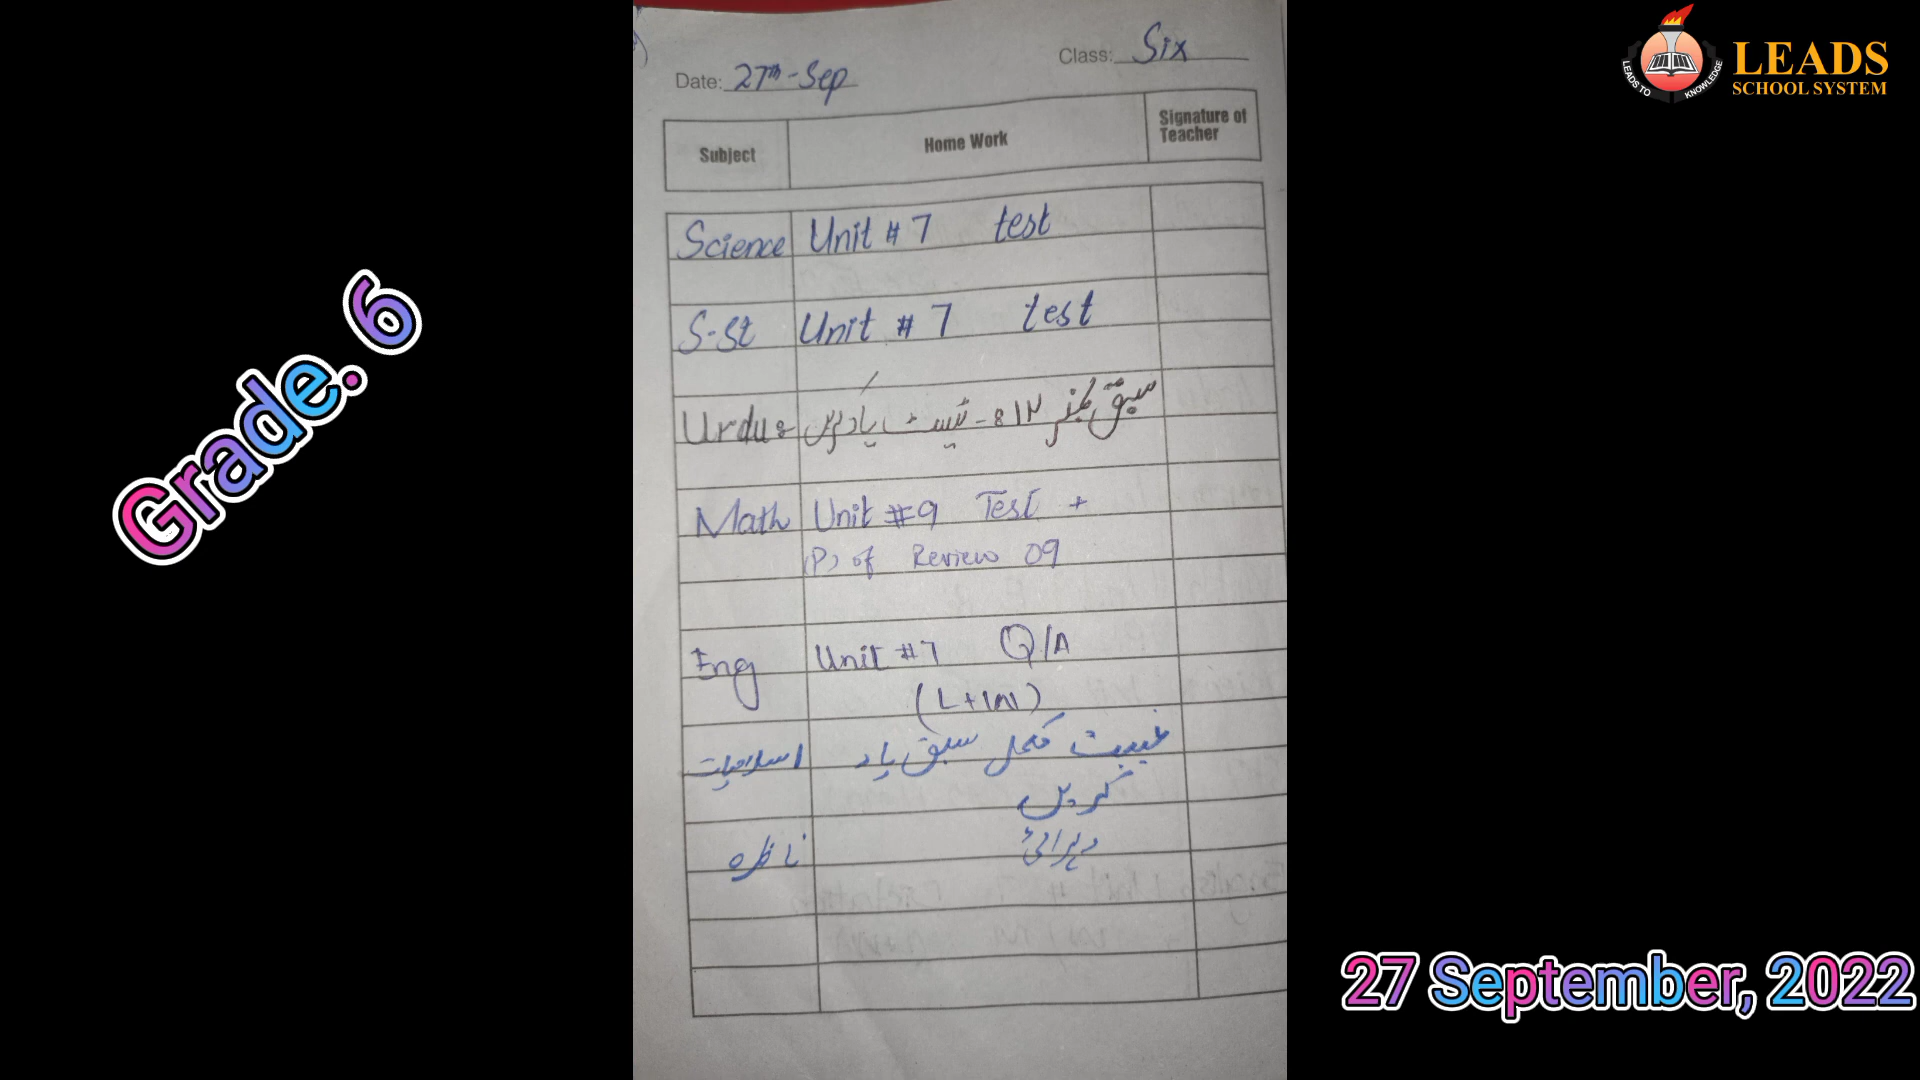 LEADS
SCHOOL SYSTEM
LEADS TO KNOWLEDGE
Grade. 6
Date: 27th-Sep
Class: Six
Subject
Home Work
Signature of
Teacher
Science Unit # 7 test
S-St Unit # 7 test
Urdu: سبق نمبر ۱۲: ٹیسٹ یاد کریں
Math Unit #9 Test +
(P) of Review 09
Eng Unit #7 Q/A
(L+W)
اسلامیات غیبت مکمل سبق یاد
کریں
ناظرہ دہرائی
27 September, 2022